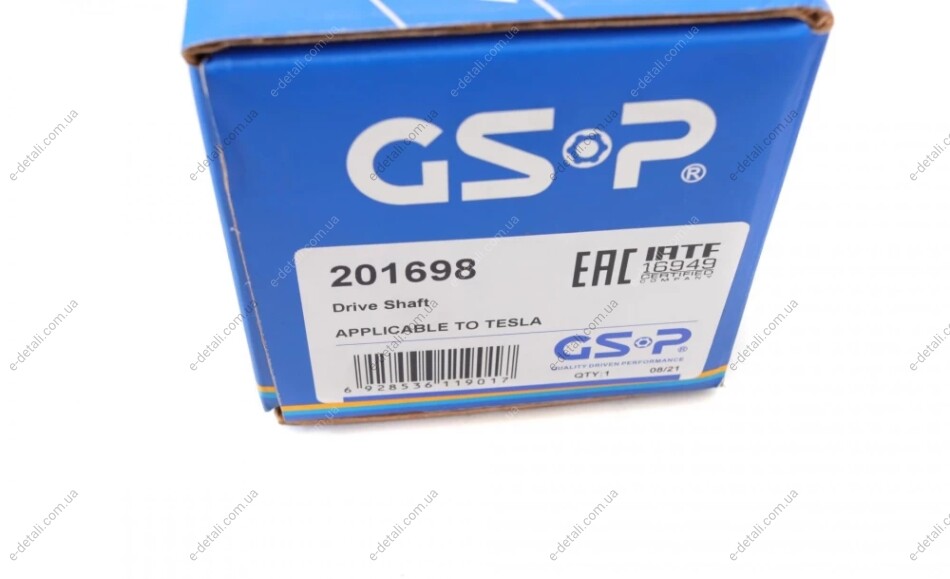 GSP®
201698
Drive Shaft
APPLICABLE TO TESLA
EAC
IATF
16949
CERTIFIED
COMPANY
6 928536 119017
GSP®
QUALITY DRIVEN PERFORMANCE
QTY:1 08/21
e-detali.com.ua